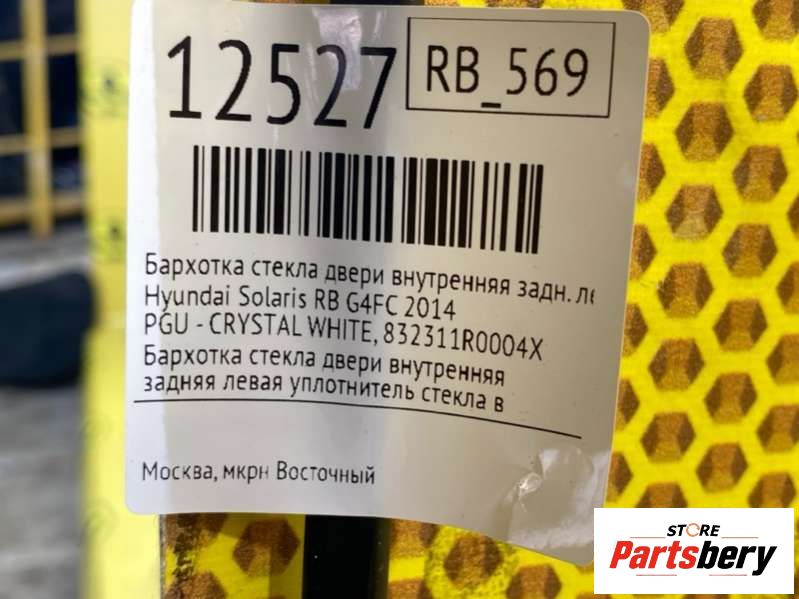 12527
RB_569
Бархотка стекла двери внутренняя задн. ле
Hyundai Solaris RB G4FC 2014
PGU - CRYSTAL WHITE, 832311R0004X
Бархотка стекла двери внутренняя
задняя левая уплотнитель стекла в
Москва, мкрн Восточный
STORE
Partsbery